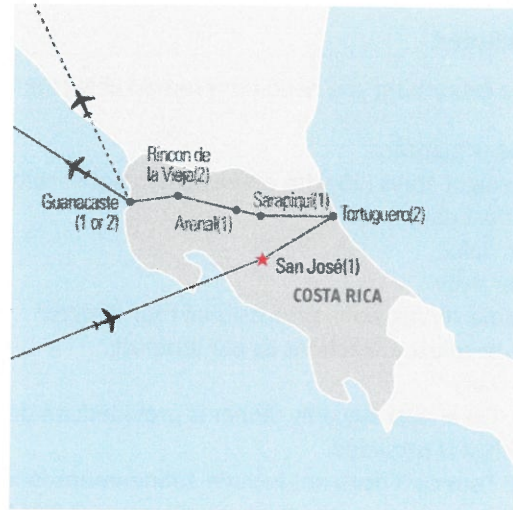 Rincon de
la Vieja(2)
Guanacaste
(1 or 2)
Arenal(1)
Sarapiqui(1)
Tortuguero(2)
San José(1)
COSTA RICA